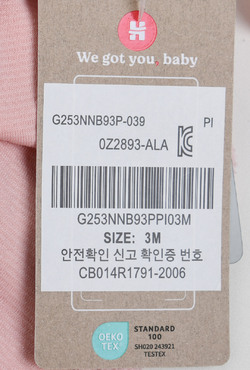 We got you, baby
G253NNB93P-039 PI
0Z2893-ALA
G253NNB93PPI03M
SIZE: 3M
안전확인 신고 확인증 번호
CB014R1791-2006
OEKO
TEX
STANDARD
100
SH020 243921
TESTEX